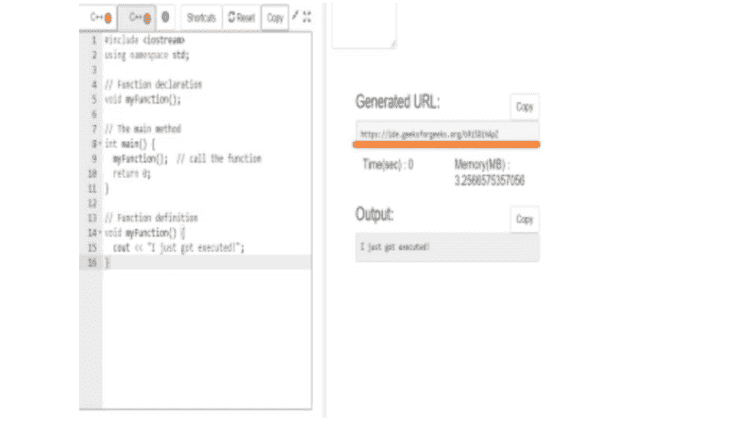 C++ C++ Shortcuts Reset Copy
1 #include <iostream>
2 using namespace std;
3
4 // Function declaration
5 void myFunction();
6
7 // The main method
8 int main() {
9 myFunction(); // call the function
10 return 0;
11 }
12
13 // Function definition
14 void myFunction() {
15 cout << "I just got executed!";
16 }
Generated URL:
Copy
Time(sec) : 0
Memory(MB) :
3.2566575357056
Output:
Copy
I just got executed!